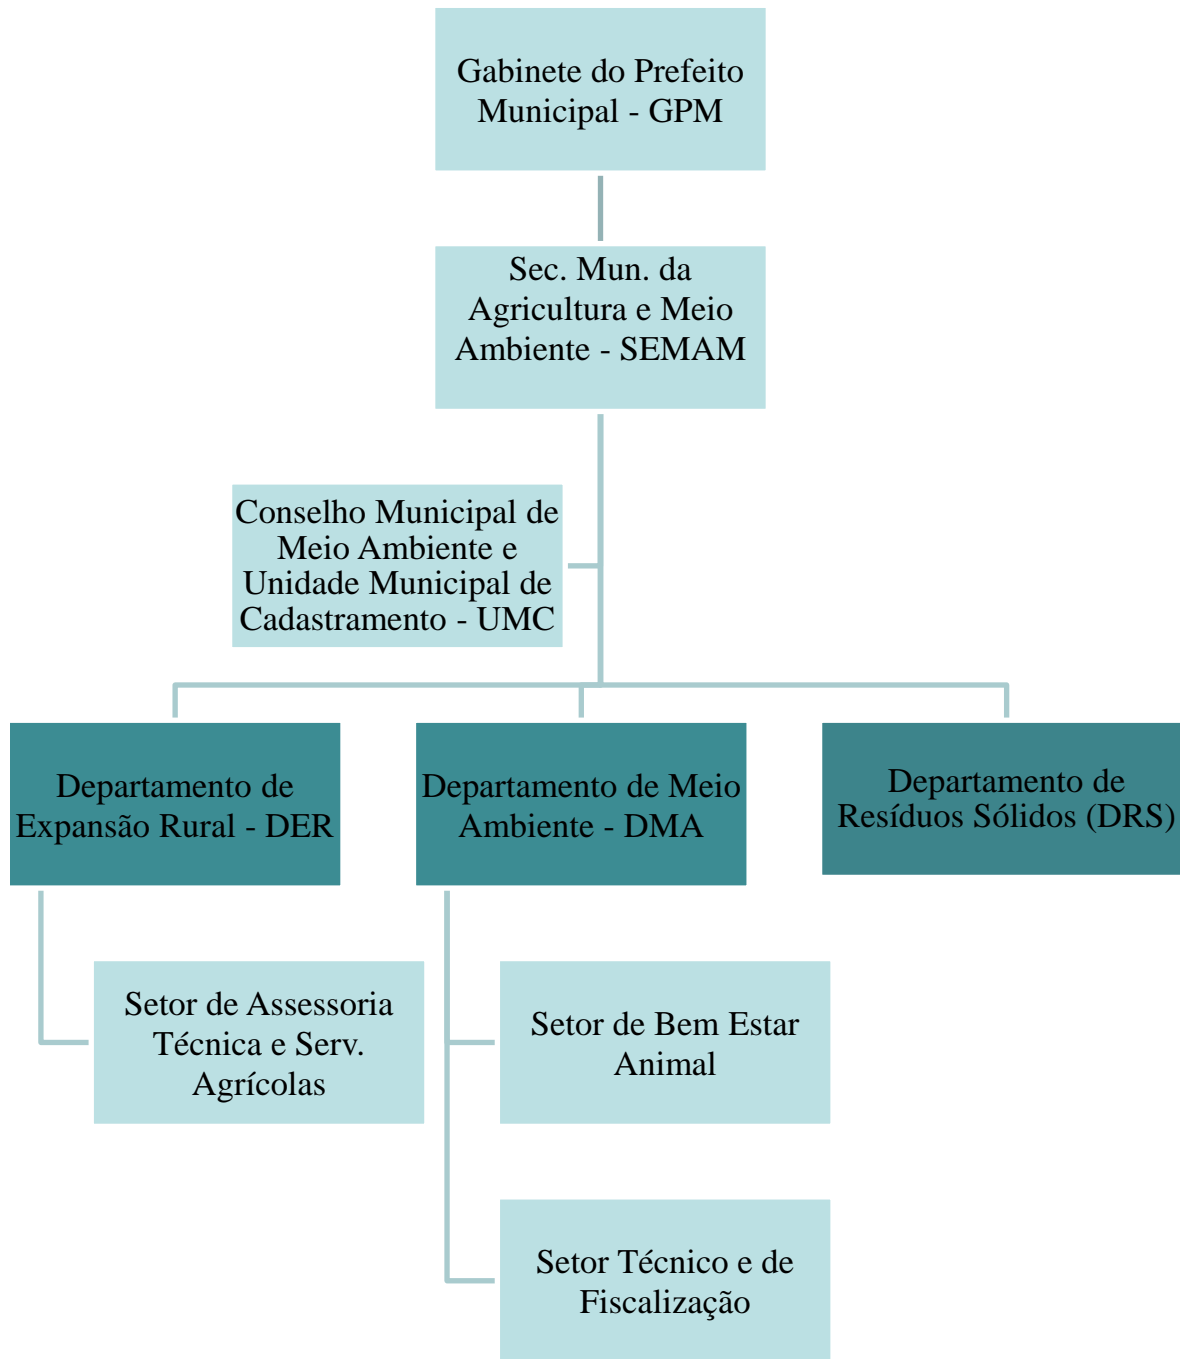 Gabinete do Prefeito
Municipal - GPM
Sec. Mun. da
Agricultura e Meio
Ambiente - SEMAM
Conselho Municipal de
Meio Ambiente e
Unidade Municipal de
Cadastramento - UMC
Departamento de
Expansão Rural - DER
Departamento de Meio
Ambiente - DMA
Departamento de
Resíduos Sólidos (DRS)
Setor de Assessoria
Técnica e Serv.
Agrícolas
Setor de Bem Estar
Animal
Setor Técnico e de
Fiscalização